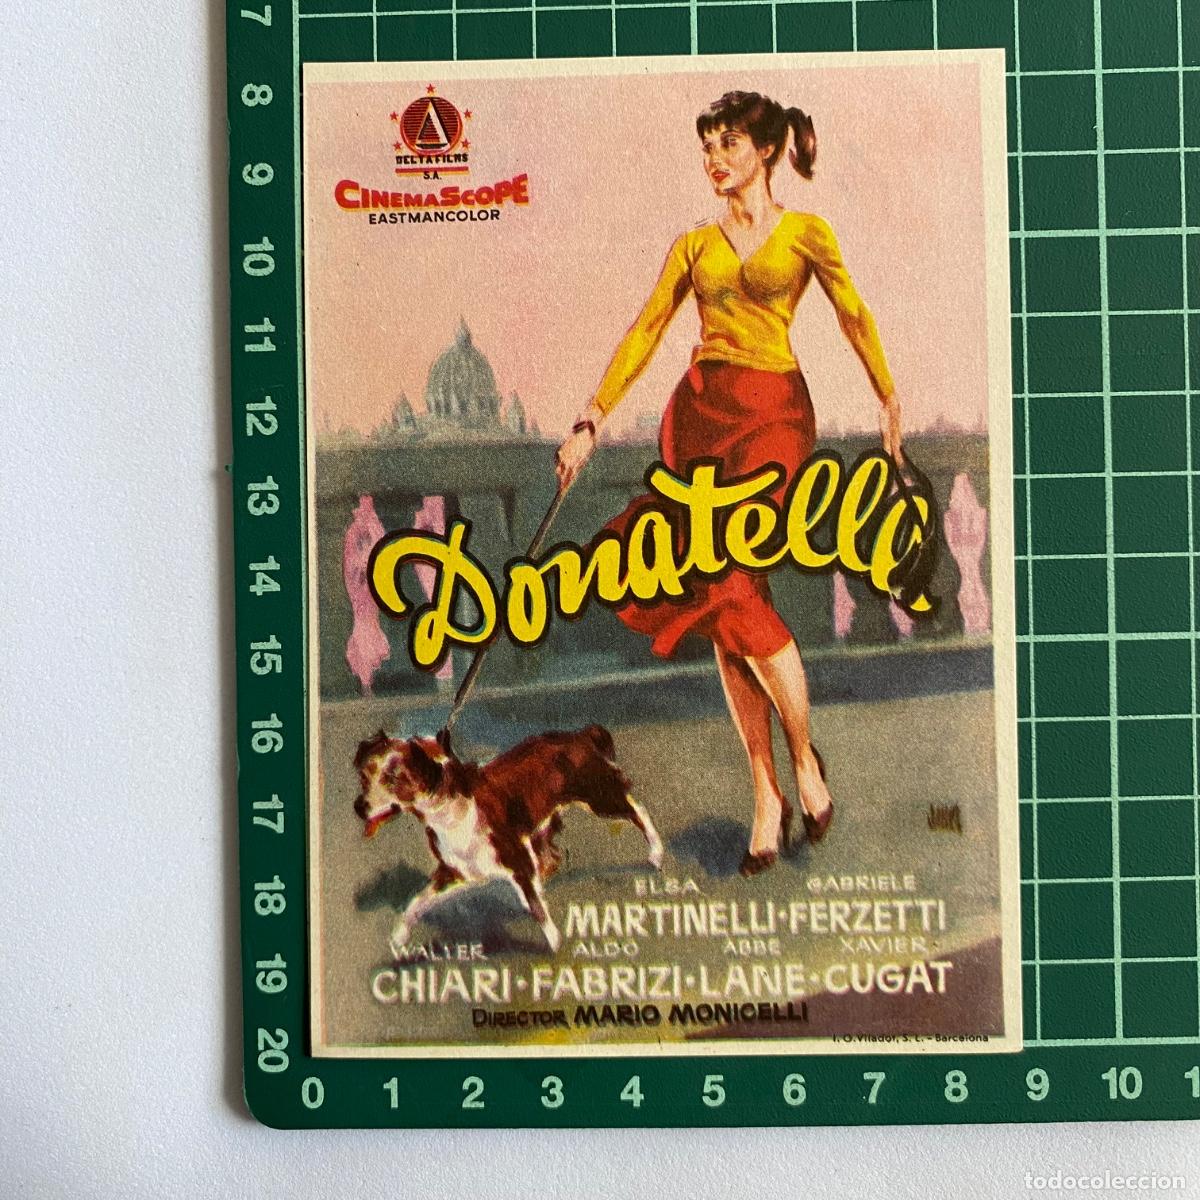 DELTAFILMS
S.A.
CINEMASCOPE
EASTMANCOLOR
Donatella
ELSA GABRIELE
MARTINELLI·FERZETTI
WALTER ALDO ABBE XAVIER
CHIARI·FABRIZI·LANE·CUGAT
DIRECTOR MARIO MONICELLI
I. G. Vilador, S. L. - Barcelona
7
8
9
10
11
12
13
14
15
16
17
18
19
20
0 1 2 3 4 5 6 7 8 9 10
todocoleccion